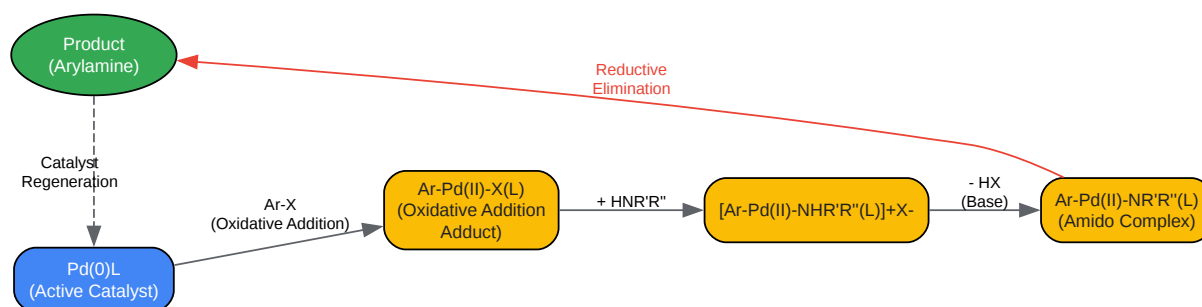 Product
(Arylamine)
Reductive
Elimination
Catalyst
Regeneration
Ar-X
(Oxidative Addition)
Ar-Pd(II)-X(L)
(Oxidative Addition
Adduct)
+ HNR'R"
[Ar-Pd(II)-NHR'R"(L)]+X-
- HX
(Base)
Ar-Pd(II)-NR'R"(L)
(Amido Complex)
Pd(0)L
(Active Catalyst)